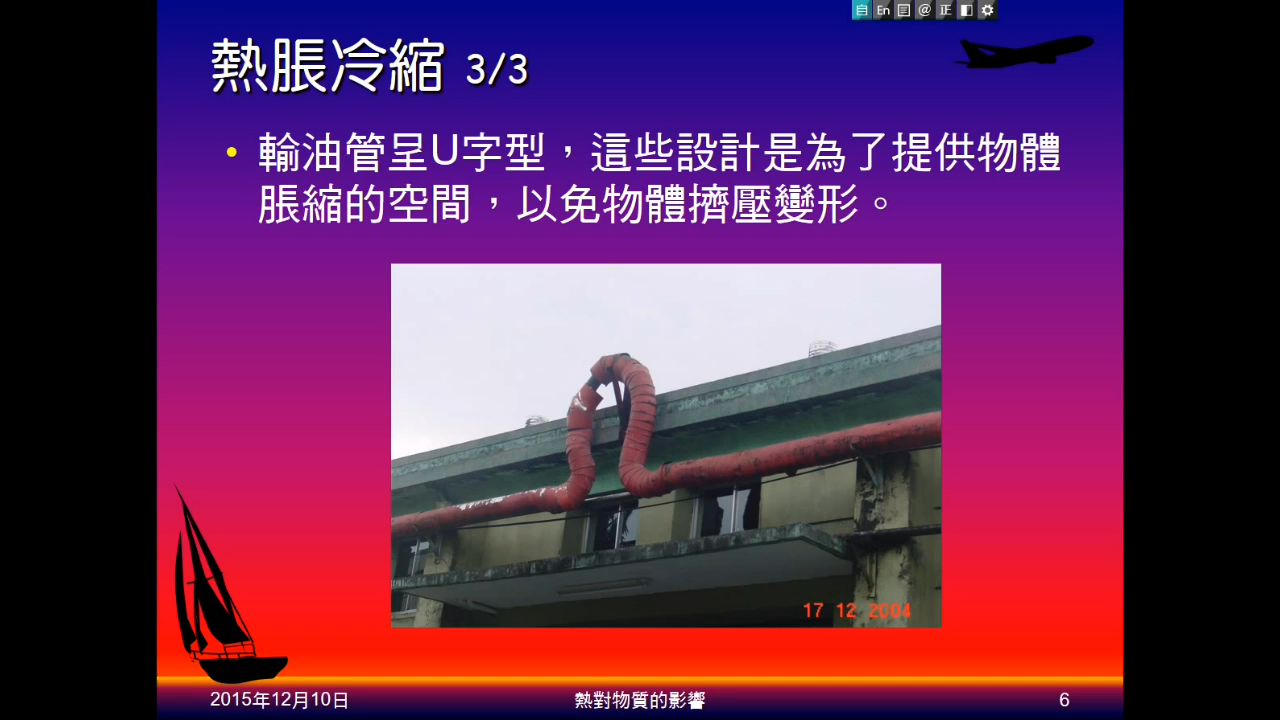 自 En @ 正
熱脹冷縮 3/3
• 輸油管呈U字型，這些設計是為了提供物體
脹縮的空間，以免物體擠壓變形。
17 12 2004
2015年12月10日
熱對物質的影響
6